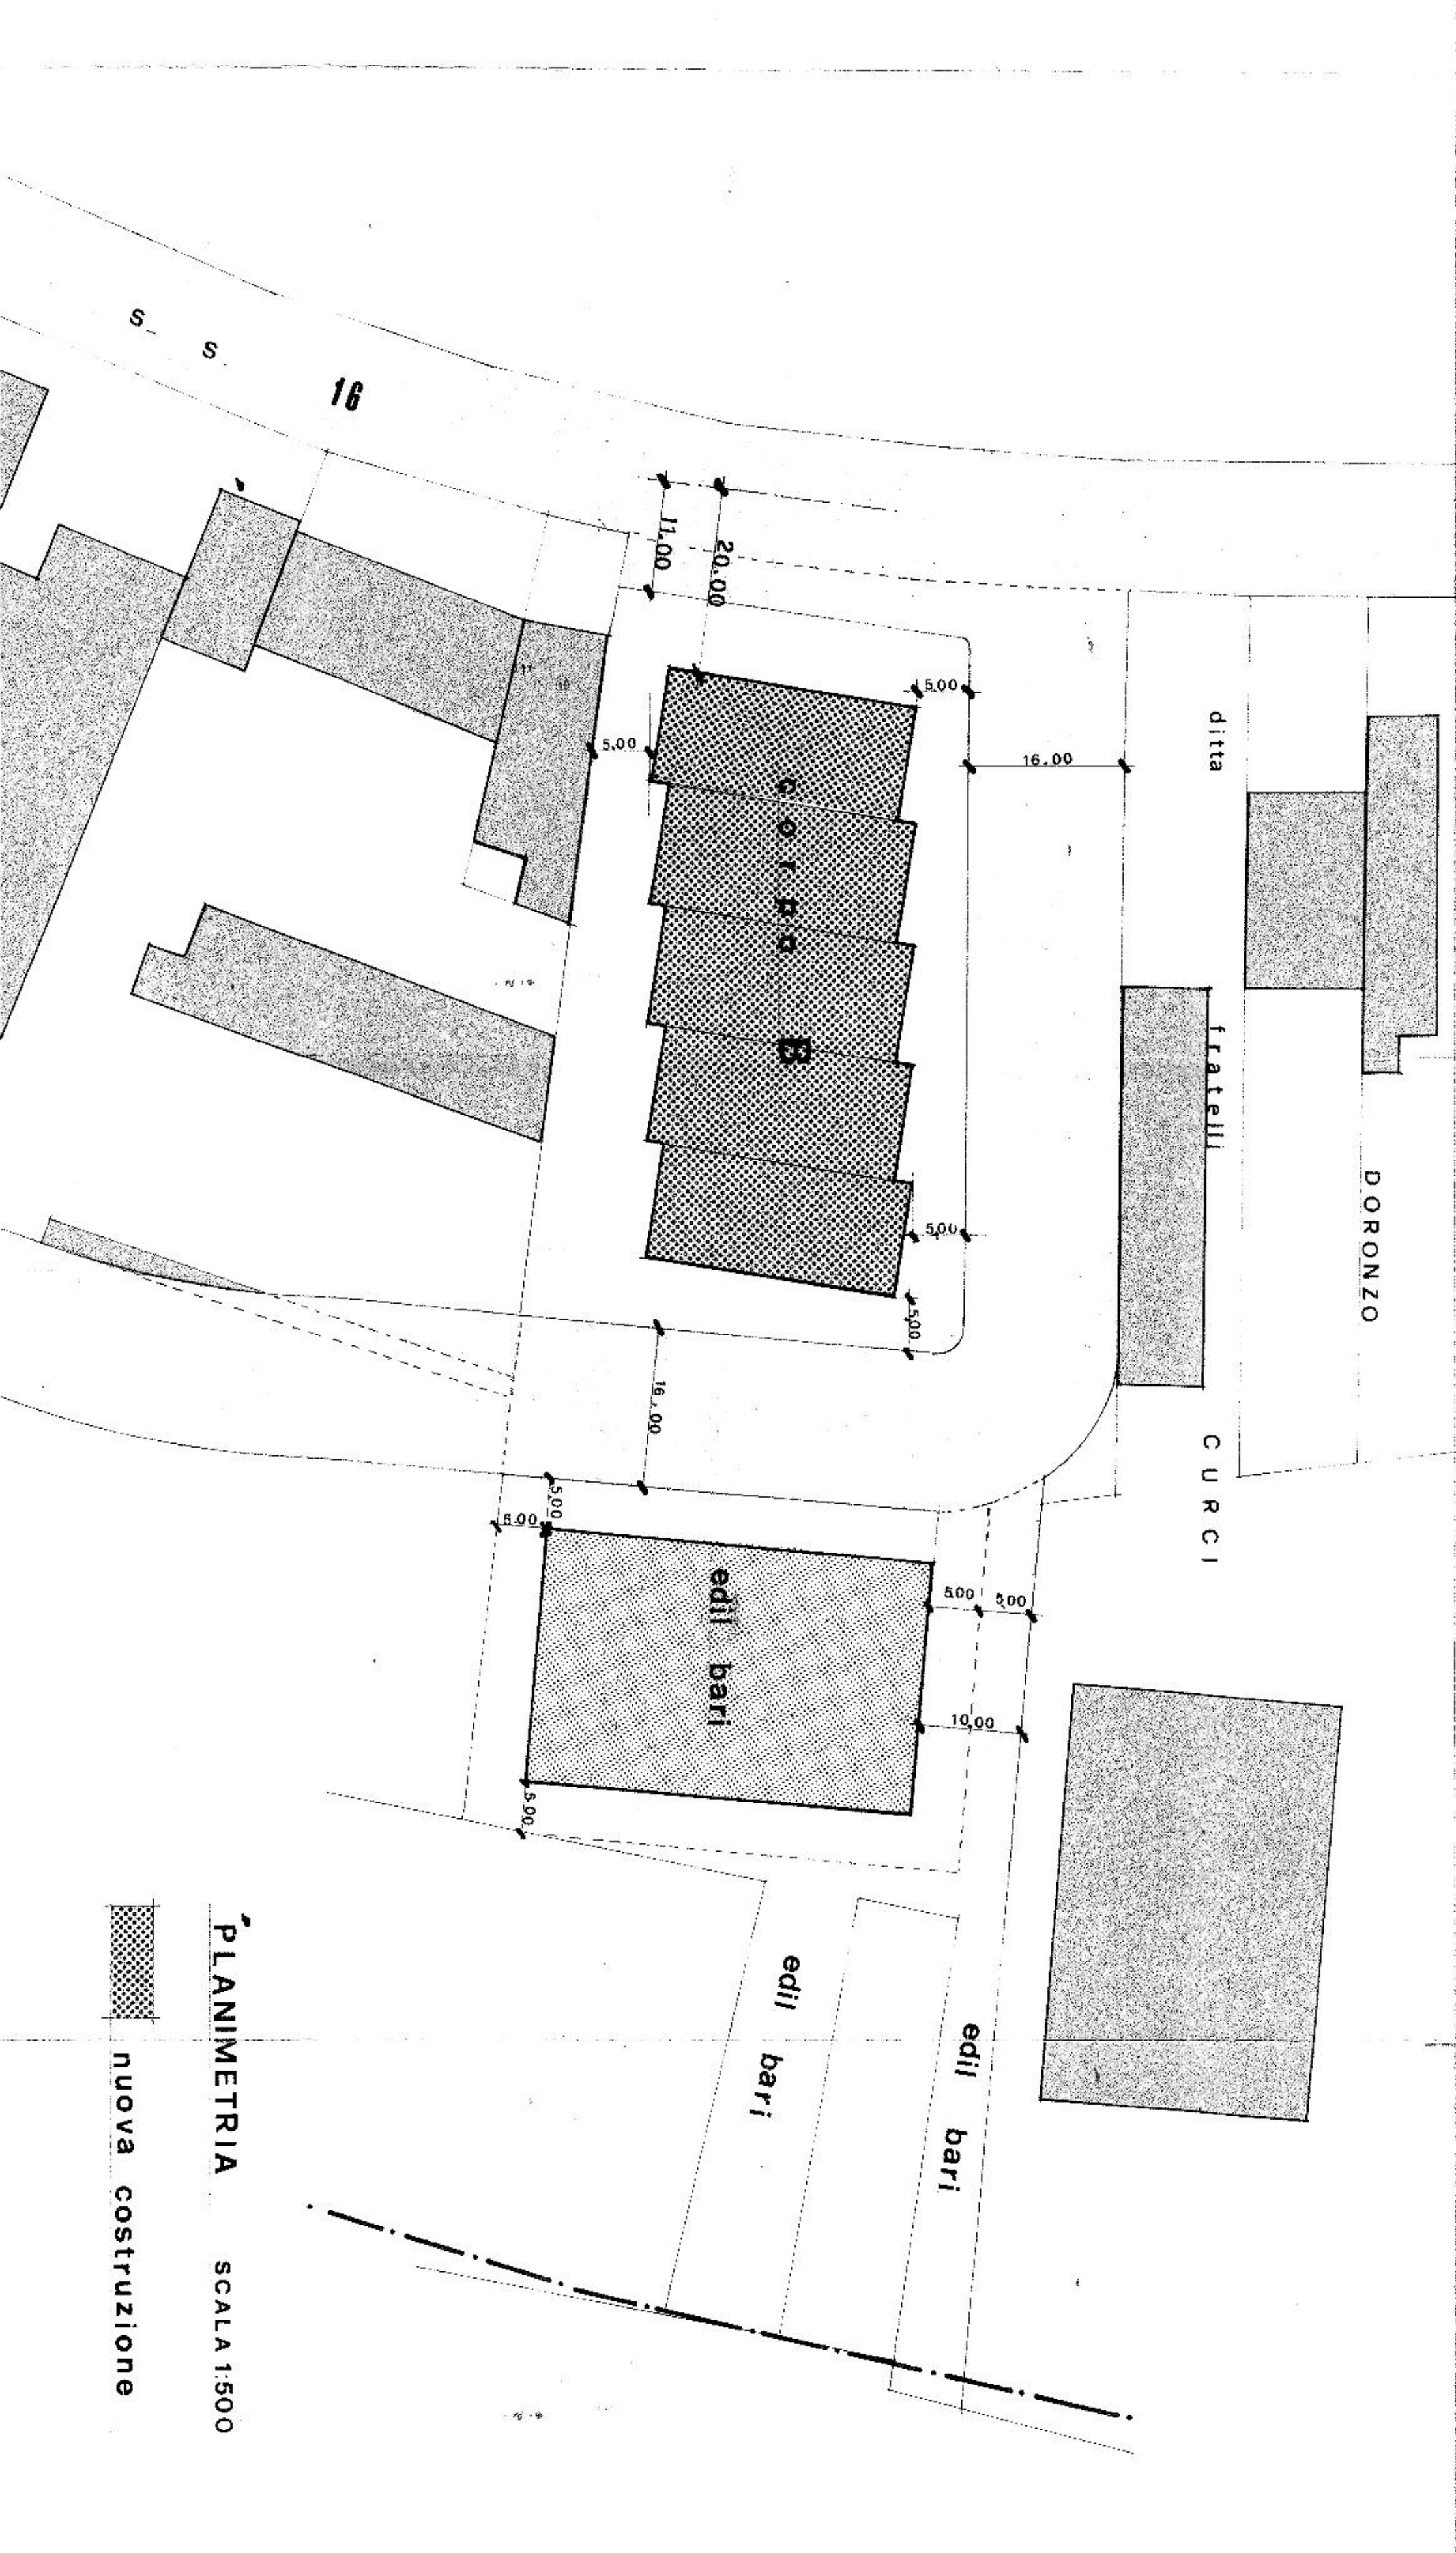 S. S. 16
11.00
20.00
5.00
5.00
16.00
corpo B
ditta fratelli CURCI
DORONZO
5.00
5.00
16.00
5.00
5.00
edil bari
5.00
5.00
10.00
5.00
edil bari
edil bari
PLANIMETRIA SCALA 1:500
nuova costruzione